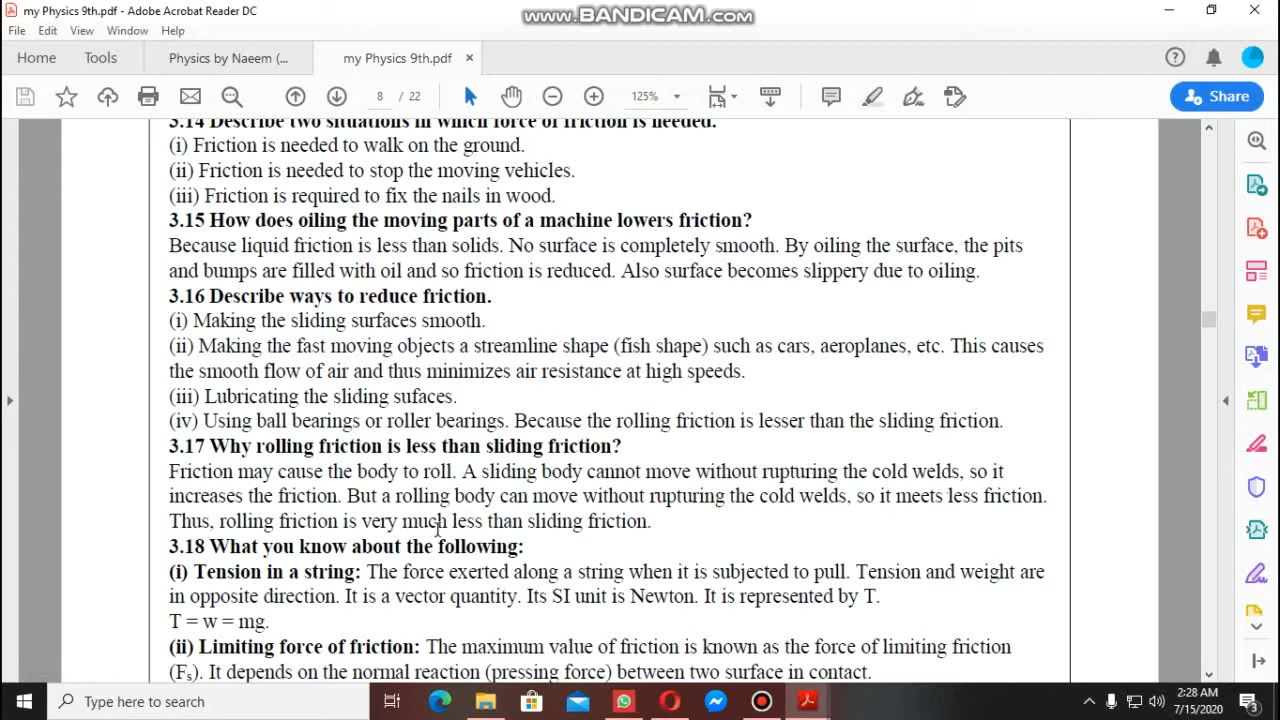 my Physics 9th.pdf - Adobe Acrobat Reader DC
www.BANDICAM.com
File Edit View Window Help
Home Tools Physics by Naeem (... my Physics 9th.pdf ×
8 / 22 125% Share
3.14 Describe two situations in which force of friction is needed.
(i) Friction is needed to walk on the ground.
(ii) Friction is needed to stop the moving vehicles.
(iii) Friction is required to fix the nails in wood.
3.15 How does oiling the moving parts of a machine lowers friction?
Because liquid friction is less than solids. No surface is completely smooth. By oiling the surface, the pits
and bumps are filled with oil and so friction is reduced. Also surface becomes slippery due to oiling.
3.16 Describe ways to reduce friction.
(i) Making the sliding surfaces smooth.
(ii) Making the fast moving objects a streamline shape (fish shape) such as cars, aeroplanes, etc. This causes
the smooth flow of air and thus minimizes air resistance at high speeds.
(iii) Lubricating the sliding sufaces.
(iv) Using ball bearings or roller bearings. Because the rolling friction is lesser than the sliding friction.
3.17 Why rolling friction is less than sliding friction?
Friction may cause the body to roll. A sliding body cannot move without rupturing the cold welds, so it
increases the friction. But a rolling body can move without rupturing the cold welds, so it meets less friction.
Thus, rolling friction is very much less than sliding friction.
3.18 What you know about the following:
(i) Tension in a string: The force exerted along a string when it is subjected to pull. Tension and weight are
in opposite direction. It is a vector quantity. Its SI unit is Newton. It is represented by T.
T = w = mg.
(ii) Limiting force of friction: The maximum value of friction is known as the force of limiting friction
(Fs). It depends on the normal reaction (pressing force) between two surface in contact.
Type here to search
2:28 AM
7/15/2020
3